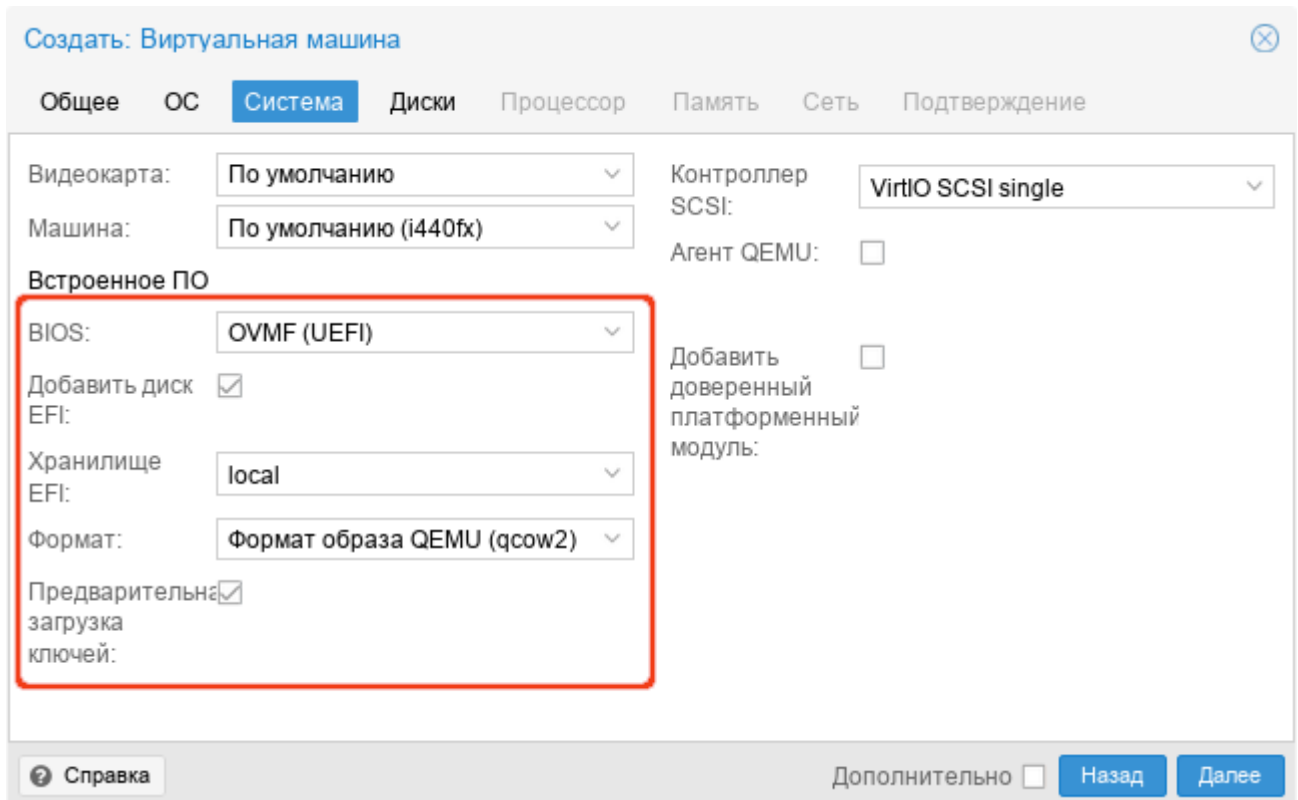 Создать: Виртуальная машина
Общее ОС Система Диски Процессор Память Сеть Подтверждение
Видеокарта: По умолчанию
Машина: По умолчанию (i440fx)
Встроенное ПО
BIOS: OVMF (UEFI)
Добавить диск
EFI:
Хранилище
EFI:
local
Формат: Формат образа QEMU (qcow2)
Предварительна
загрузка
ключей:
Контроллер
SCSI:
VirtIO SCSI single
Агент QEMU:
Добавить
доверенный
платформенный
модуль:
Справка Дополнительно Назад Далее